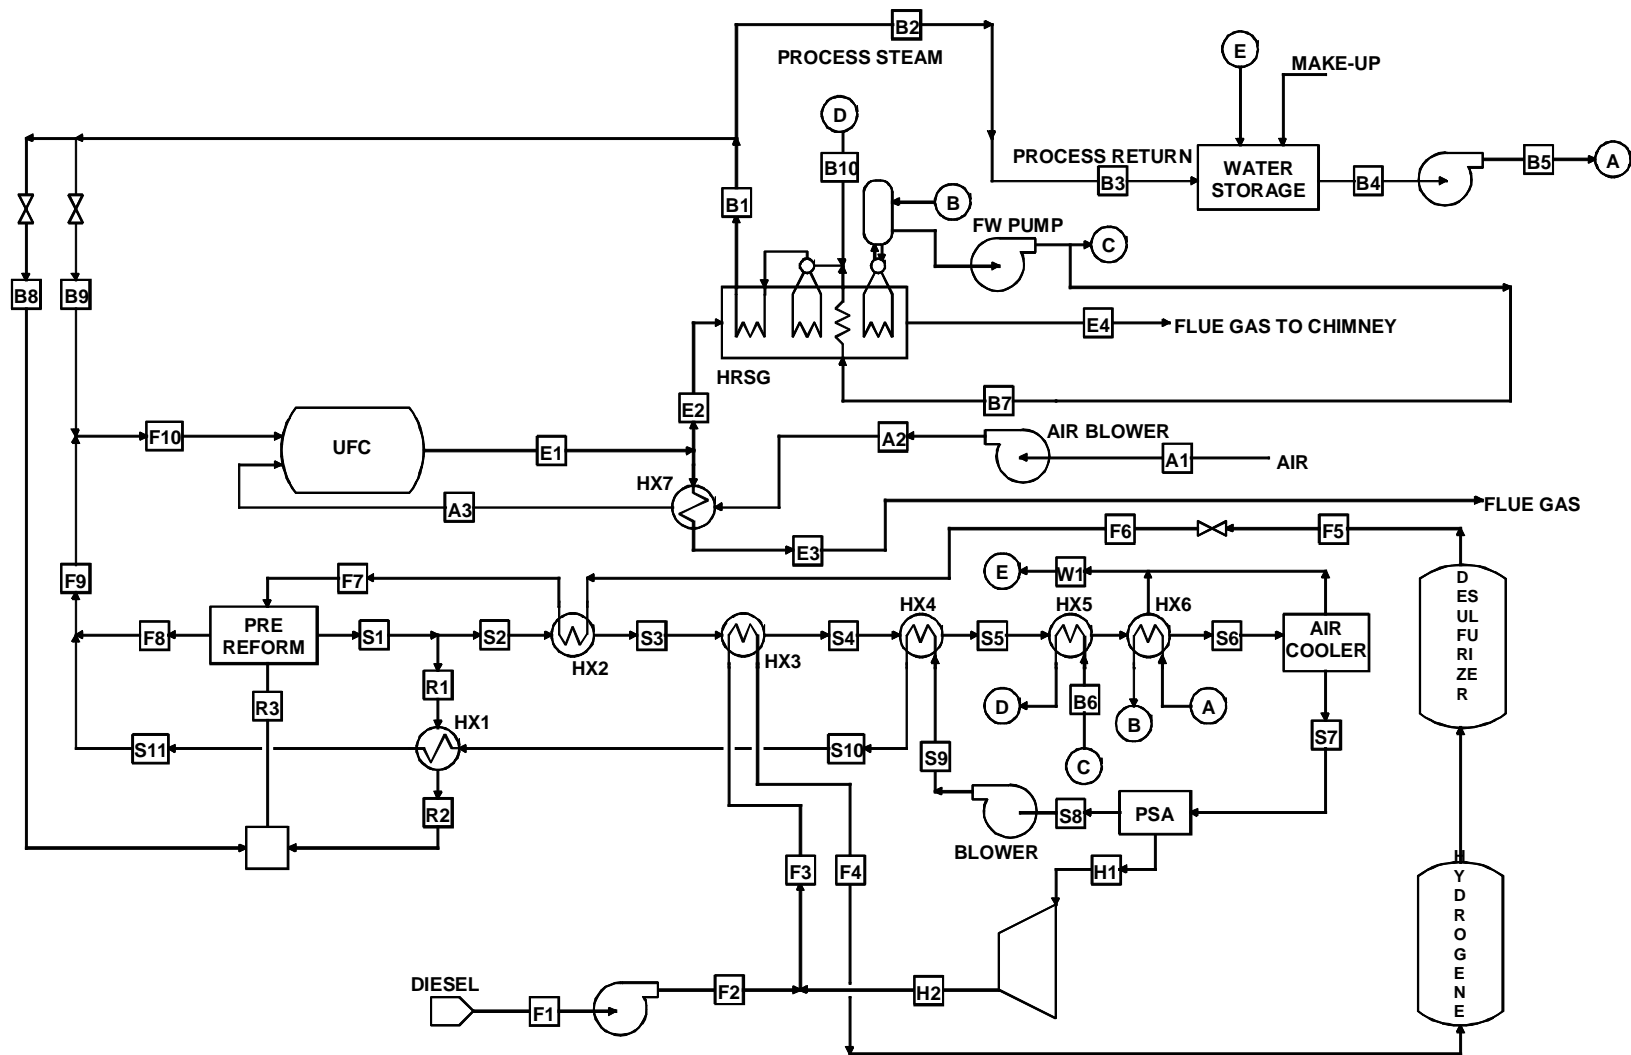 B2
PROCESS STEAM
E
MAKE-UP
D
B10
PROCESS RETURN
B3
WATER
STORAGE
B4
B5
A
B1
B
FW PUMP
C
B8
B9
E4
FLUE GAS TO CHIMNEY
HRSG
B7
E2
F10
UFC
E1
A2
AIR BLOWER
A1
AIR
HX7
A3
E3
FLUE GAS
F6
F5
F9
F7
E
W1
DESULFURIZER
F8
PRE
REFORM
S1
S2
HX2
S3
HX3
S4
HX4
S5
HX5
HX6
S6
AIR
COOLER
R1
R3
HX1
D
B6
B
A
C
S7
S11
S10
S9
R2
BLOWER
S8
PSA
F3
F4
H1
HYDROGENE
DIESEL
F1
F2
H2